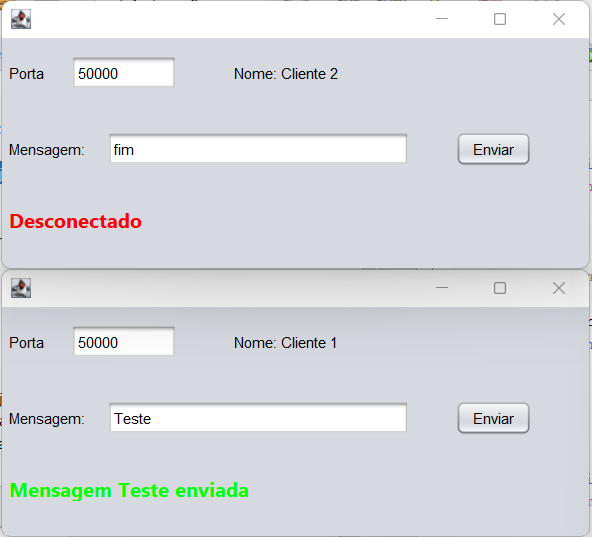 Porta 50000 Nome: Cliente 2
Mensagem: fim Enviar
Desconectado
Porta 50000 Nome: Cliente 1
Mensagem: Teste Enviar
Mensagem Teste enviada